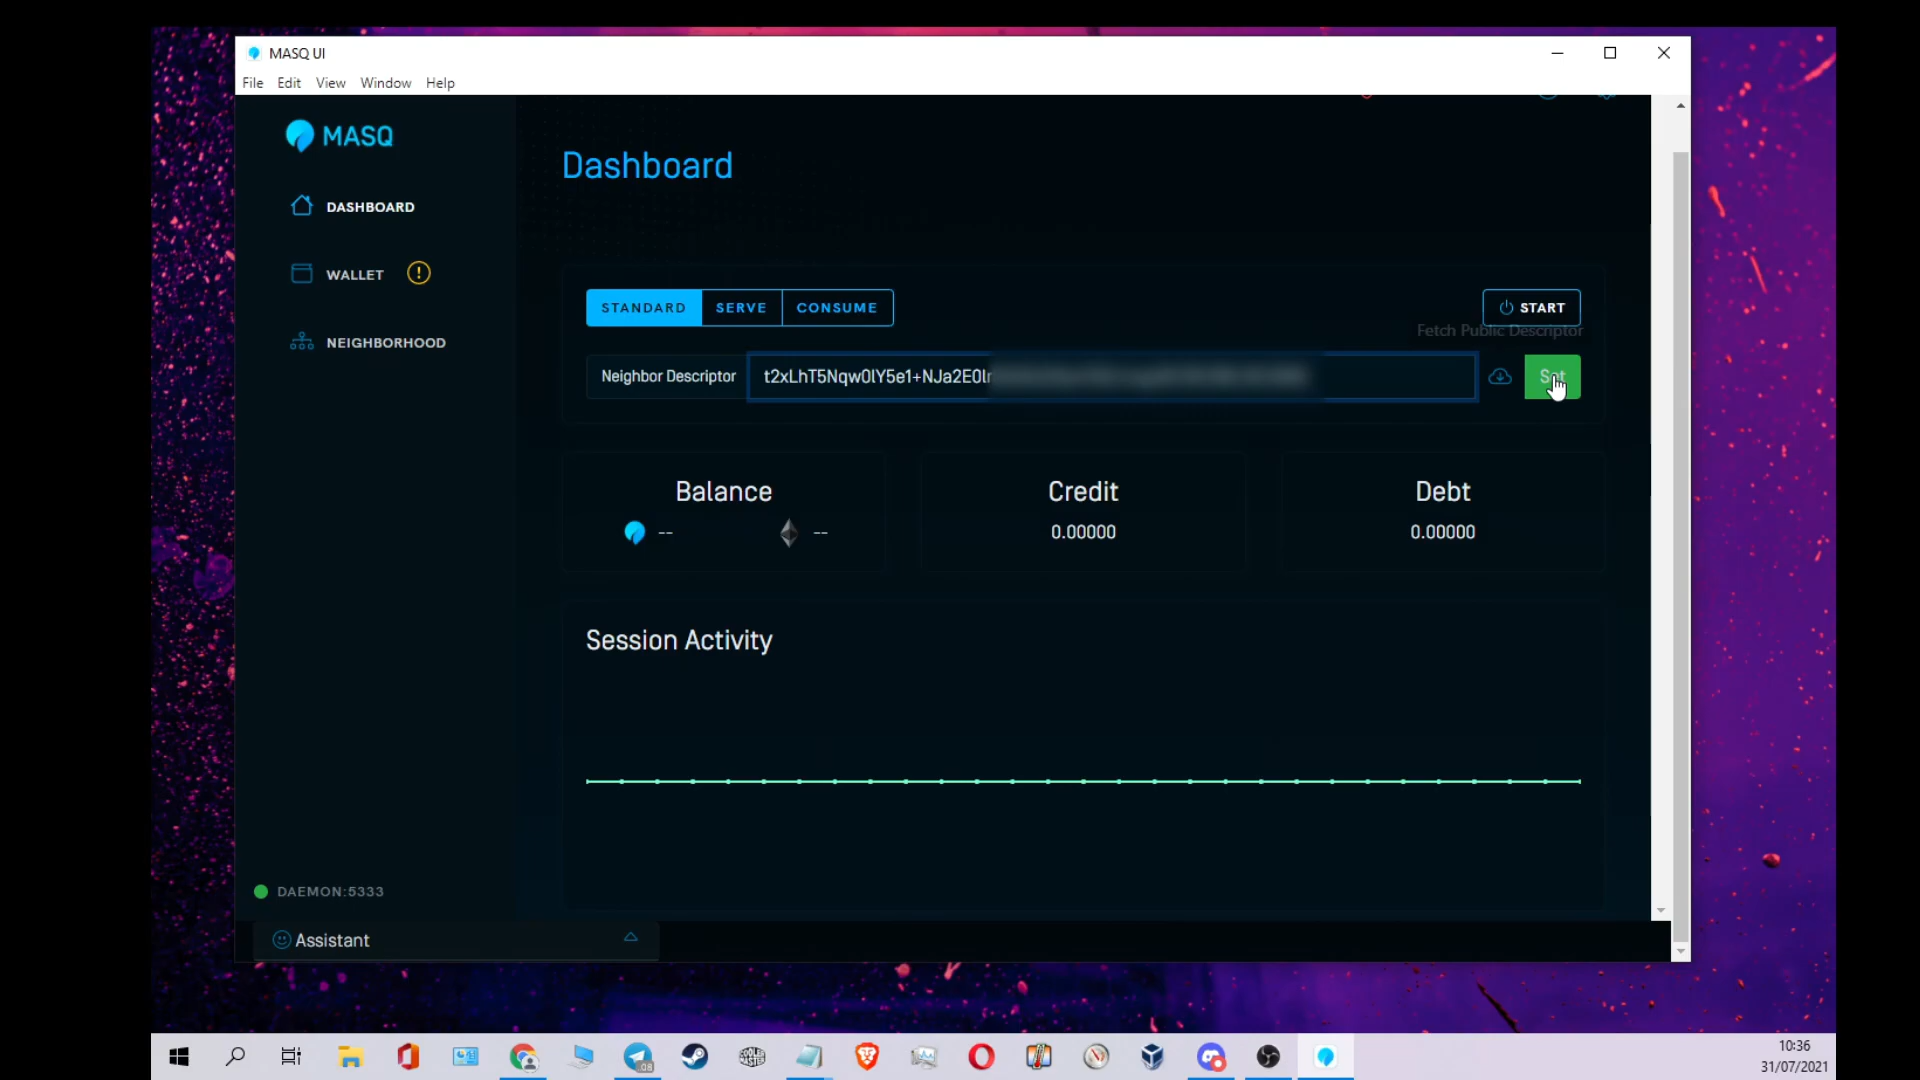 MASQ UI
File Edit View Window Help
MASQ
Dashboard
DASHBOARD
WALLET
NEIGHBORHOOD
STANDARD SERVE CONSUME
START
Fetch Public Descriptor
Neighbor Descriptor
Set
Balance
--
--
Credit
0.00000
Debt
0.00000
Session Activity
DAEMON:5333
Assistant
10:36
31/07/2021